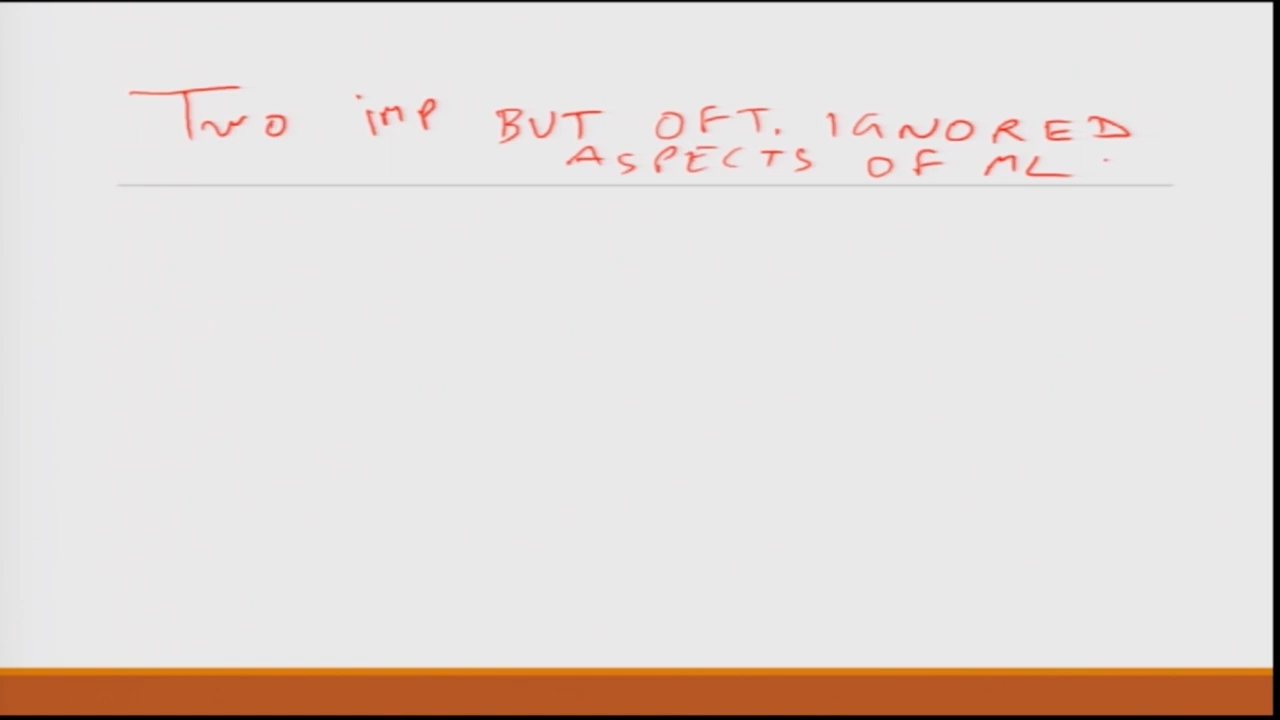 Two imp BUT OFT. IGNORED
ASPECTS OF ML.